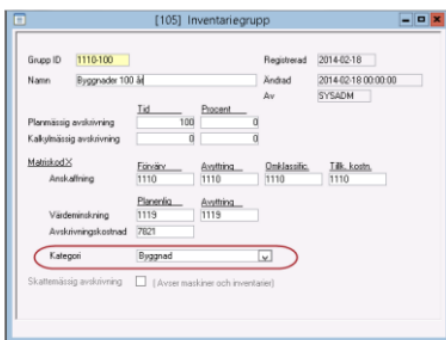 [105] Inventariegrupp
Grupp ID 1110-100 Registrerad 2014-02-18
Namn Byggnader 100 år Ändrad 2014-02-18 00:00:00
Av SYSADM
Tid Procent
Planmässig avskrivning 100 0
Kalkylmässig avskrivning 0 0
Matriskod:X Förvärv Avyttring Omklassific. Tillk. kostn.
Anskaffning 1110 1110 1110 1110
Planenlig Avyttring
Värdeminskning 1119 1119
Avskrivningskostnad 7821
Kategori Byggnad
Skattemässig avskrivning (Avser maskiner och inventarier)